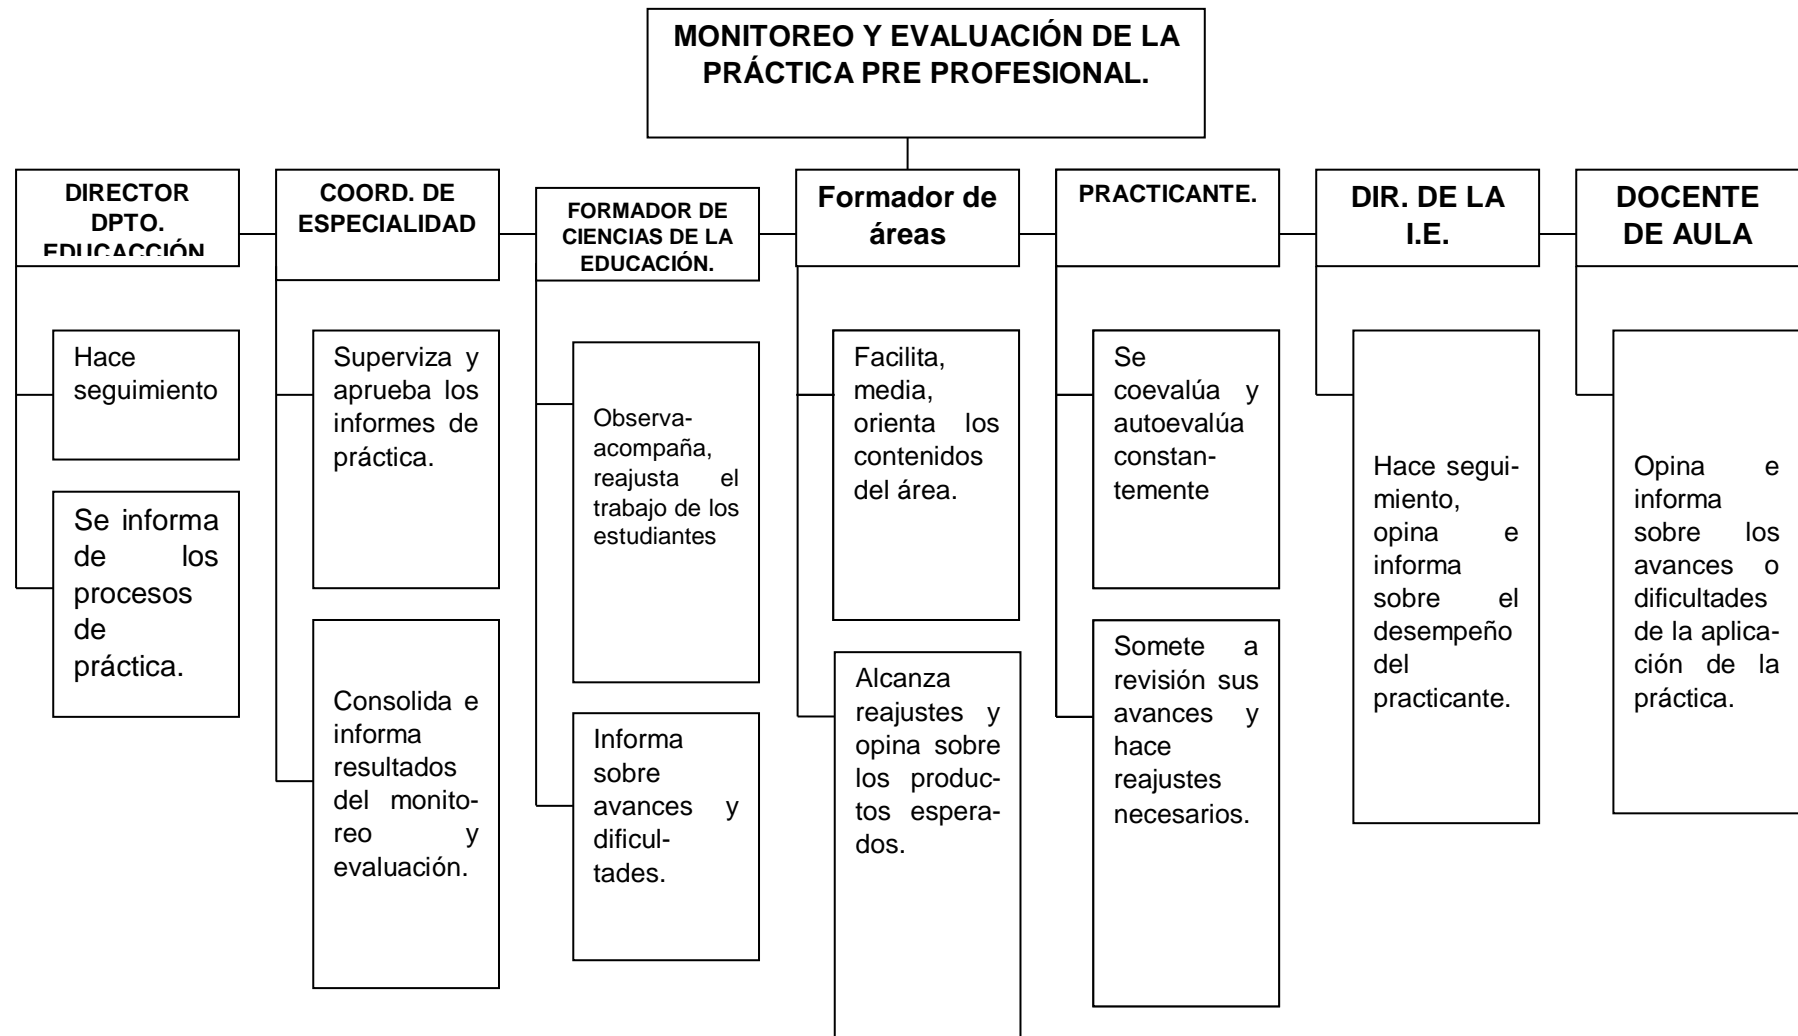 MONITOREO Y EVALUACIÓN DE LA
PRÁCTICA PRE PROFESIONAL.
DIRECTOR
DPTO.
EDUCACCIÓN
COORD. DE
ESPECIALIDAD
FORMADOR DE
CIENCIAS DE LA
EDUCACIÓN.
Formador de
áreas
PRACTICANTE.
DIR. DE LA
I.E.
DOCENTE
DE AULA
Hace
seguimiento
Se informa
de los
procesos
de
práctica.
Superviza y
aprueba los
informes de
práctica.
Consolida e
informa
resultados
del monito-
reo y
evaluación.
Observa-
acompaña,
reajusta el
trabajo de los
estudiantes
Informa
sobre
avances y
dificul-
tades.
Facilita,
media,
orienta los
contenidos
del área.
Alcanza
reajustes y
opina sobre
los produc-
tos espera-
dos.
Se
coevalúa y
autoevalúa
constan-
temente
Somete a
revisión sus
avances y
hace
reajustes
necesarios.
Hace segui-
miento,
opina e
informa
sobre el
desempeño
del
practicante.
Opina e
informa
sobre los
avances o
dificultades
de la aplica-
ción de la
práctica.